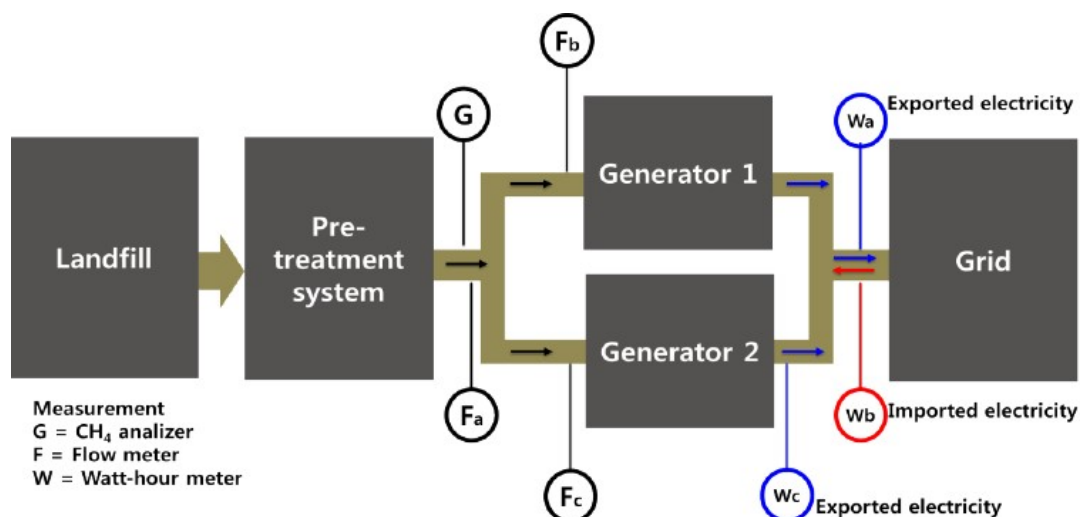 Fb
Exported electricity
Wa
G
Generator 1
Landfill
Pre-
treatment
system
Grid
Generator 2
Measurement
G = CH₄ analizer
F = Flow meter
W = Watt-hour meter
Fa
Wb
Imported electricity
Fc
Wc
Exported electricity